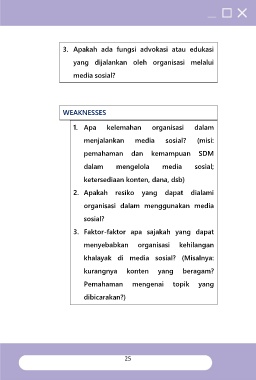 3. Apakah ada fungsi advokasi atau edukasi
yang dijalankan oleh organisasi melalui
media sosial?
WEAKNESSES
1. Apa kelemahan organisasi dalam
menjalankan media sosial? (misl:
pemahaman dan kemampuan SDM
dalam mengelola media sosial;
ketersediaan konten, dana, dsb)
2. Apakah resiko yang dapat dialami
organisasi dalam menggunakan media
sosial?
3. Faktor-faktor apa sajakah yang dapat
menyebabkan organisasi kehilangan
khalayak di media sosial? (Misalnya:
kurangnya konten yang beragam?
Pemahaman mengenai topik yang
dibicarakan?)
25